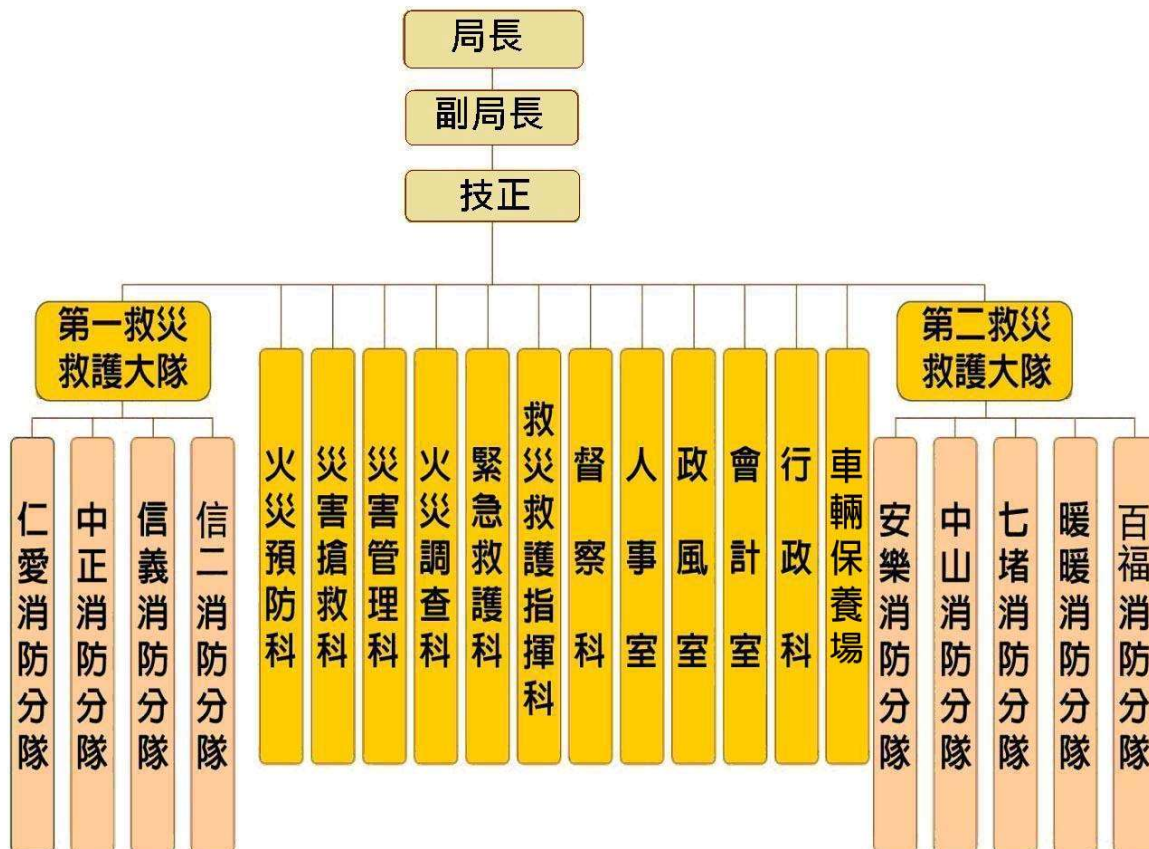 局長
副局長
技正
第一救災
救護大隊
仁愛消防分隊
中正消防分隊
信義消防分隊
信二消防分隊
火災預防科
災害搶救科
災害管理科
火災調查科
緊急救護科
救災救護指揮科
督察科
人事室
政風室
會計室
行政科
車輛保養場
第二救災
救護大隊
安樂消防分隊
中山消防分隊
七堵消防分隊
暖暖消防分隊
百福消防分隊